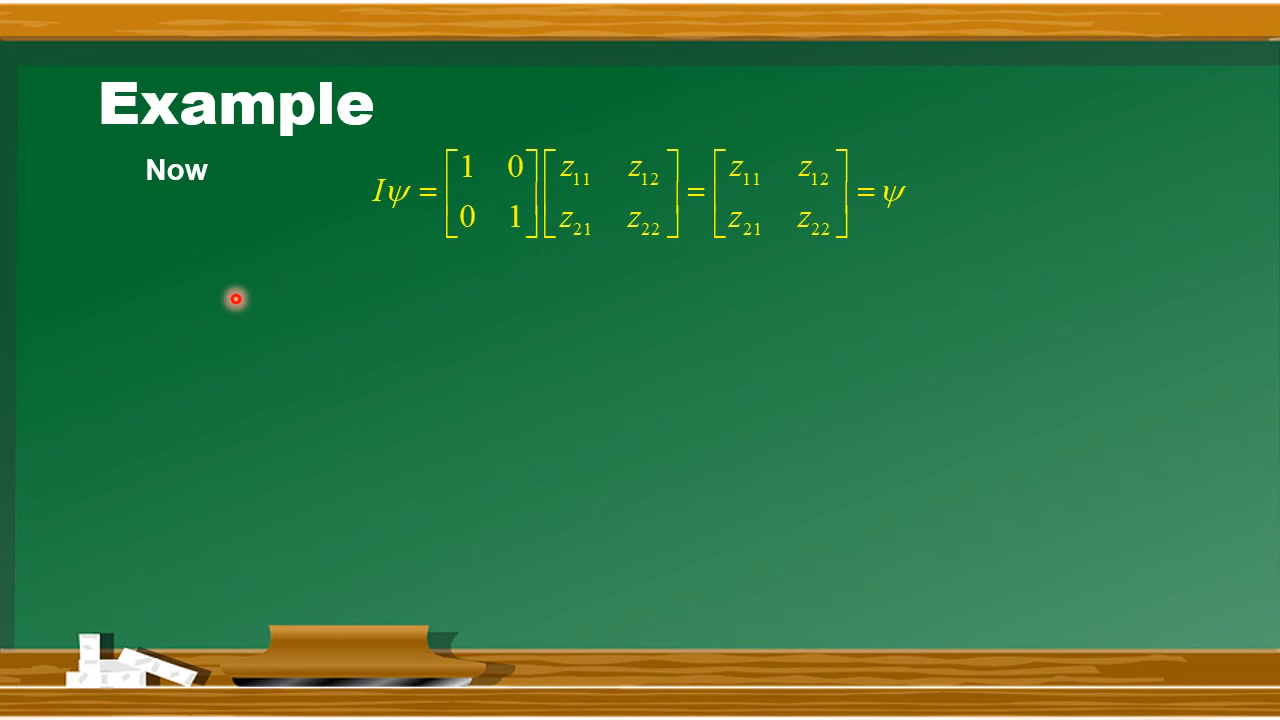 Example
Now
Iψ = [1 0; 0 1] [z₁₁ z₁₂; z₂₁ z₂₂] = [z₁₁ z₁₂; z₂₁ z₂₂] = ψ